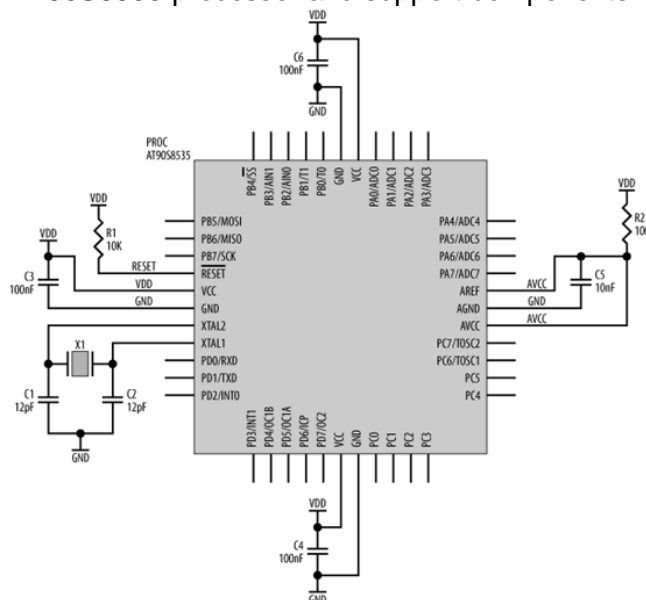 processor and support components
VDD
C6
100nF
GND
PROC
AT90S8535
PB4/SS
PB3/AIN1
PB2/AIN0
PB1/T1
PB0/T0
GND
VCC
PA0/ADC0
PA1/ADC1
PA2/ADC2
PA3/ADC3
VDD
R1
10K
RESET
VDD
C3
100nF
VDD
GND
X1
C1
12pF
C2
12pF
GND
PB5/MOSI
PB6/MISO
PB7/SCK
RESET
VCC
GND
XTAL2
XTAL1
PD0/RXD
PD1/TXD
PD2/INT0
PA4/ADC4
PA5/ADC5
PA6/ADC6
PA7/ADC7
AREF
AGND
AVCC
PC7/TOSC2
PC6/TOSC1
PC5
PC4
VDD
R2
AVCC
GND
AVCC
C5
10nF
PD3/INT1
PD4/OC1B
PD5/OC1A
PD6/ICP
PD7/OC2
VCC
GND
PC0
PC1
PC2
PC3
VDD
C4
100nF
GND